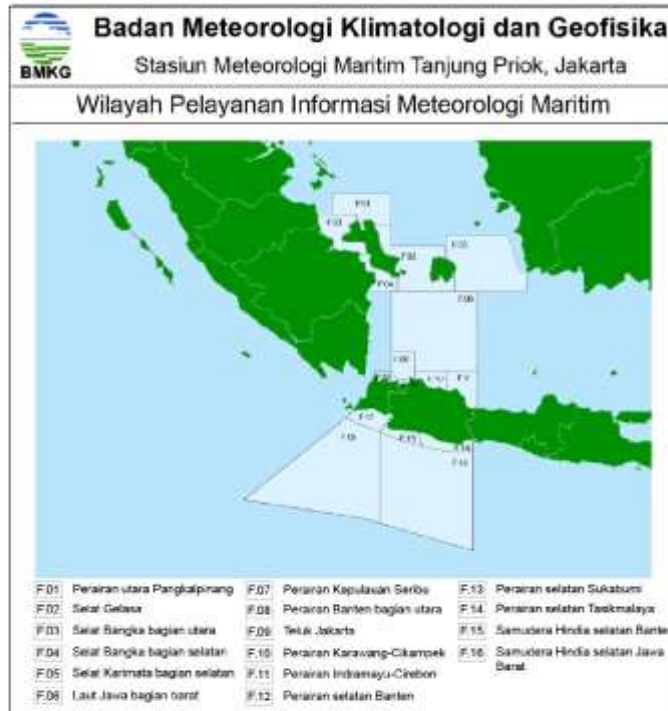 BMKG
Badan Meteorologi Klimatologi dan Geofisika
Stasiun Meteorologi Maritim Tanjung Priok, Jakarta
Wilayah Pelayanan Informasi Meteorologi Maritim
F.01 Perairan utara Pangkalpinang
F.02 Selat Gelasa
F.03 Selat Bangka bagian utara
F.04 Selat Bangka bagian selatan
F.05 Selat Karimata bagian selatan
F.06 Laut Jawa bagian barat
F.07 Perairan Kepulauan Seribu
F.08 Perairan Banten bagian utara
F.09 Teluk Jakarta
F.10 Perairan Karawang-Cikampek
F.11 Perairan Indramayu-Cirebon
F.12 Perairan selatan Banten
F.13 Perairan selatan Sukabumi
F.14 Perairan selatan Tasikmalaya
F.15 Samudera Hindia selatan Banten
F.16 Samudera Hindia selatan Jawa
Barat